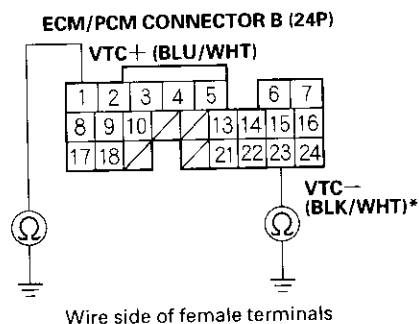 ECM/PCM CONNECTOR B (24P)
VTC＋ (BLU/WHT)
1 2 3 4 5 6 7
8 9 10 13 14 15 16
17 18 21 22 23 24
VTC－
(BLK/WHT)*
Ω Ω
Wire side of female terminals